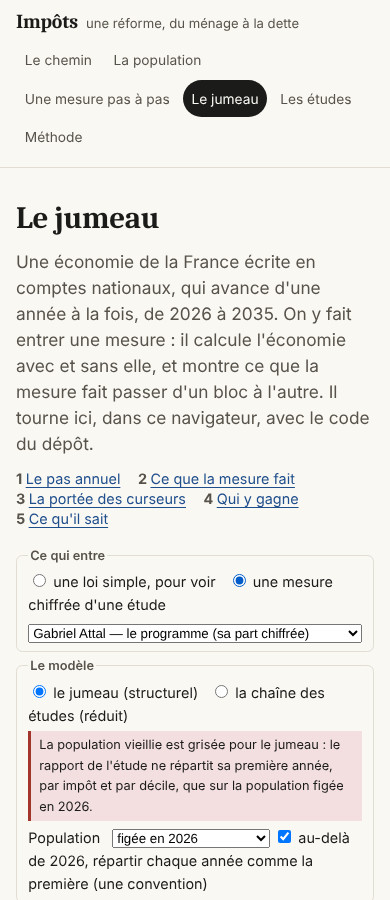 Impôts une réforme, du ménage à la dette
Le chemin La population
Une mesure pas à pas Le jumeau Les études
Méthode
Le jumeau
Une économie de la France écrite en
comptes nationaux, qui avance d'une
année à la fois, de 2026 à 2035. On y fait
entrer une mesure : il calcule l'économie
avec et sans elle, et montre ce que la
mesure fait passer d'un bloc à l'autre. Il
tourne ici, dans ce navigateur, avec le code
du dépôt.
1 Le pas annuel 2 Ce que la mesure fait
3 La portée des curseurs 4 Qui y gagne
5 Ce qu'il sait
Ce qui entre
une loi simple, pour voir une mesure
chiffrée d'une étude
Gabriel Attal — le programme (sa part chiffrée)
Le modèle
le jumeau (structurel) la chaîne des
études (réduit)
La population vieillie est grisée pour le jumeau : le
rapport de l'étude ne répartit sa première année,
par impôt et par décile, que sur la population figée
en 2026.
Population figée en 2026 au-delà
de 2026, répartir chaque année comme la
première (une convention)